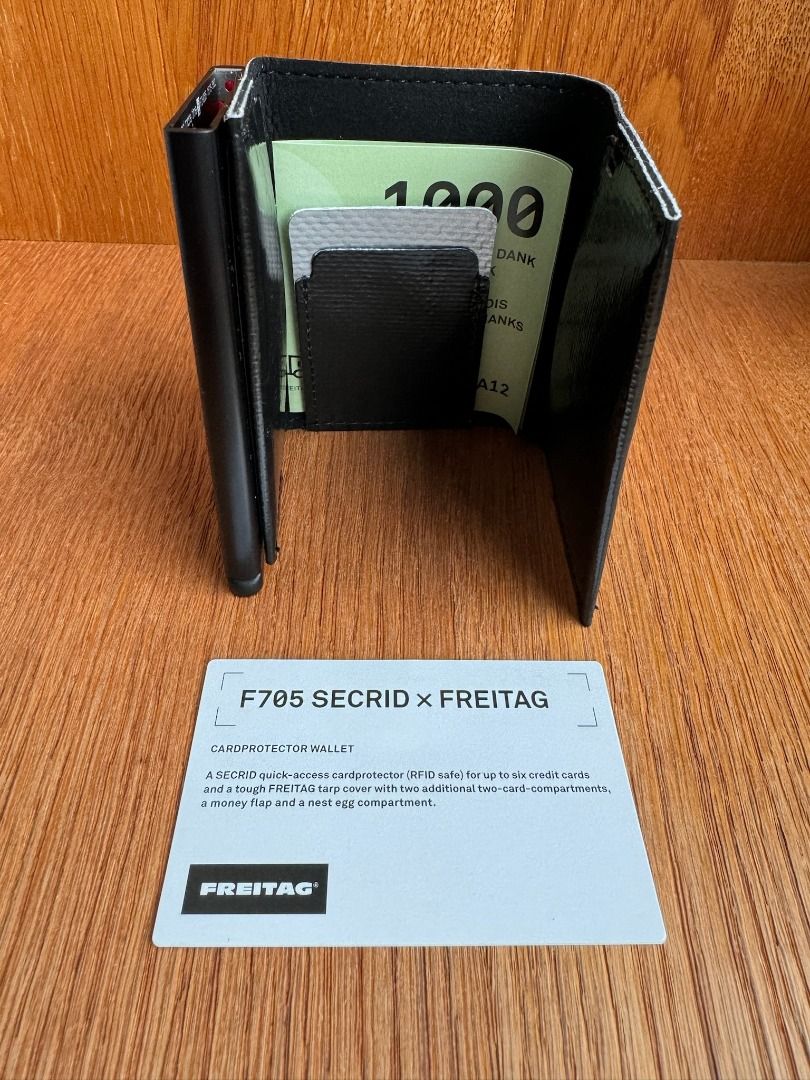 1000
DANK
K
DIS
ANKS
A12
F705 SECRID × FREITAG
CARDPROTECTOR WALLET
A SECRID quick-access cardprotector (RFID safe) for up to six credit cards
and a tough FREITAG tarp cover with two additional two-card-compartments,
a money flap and a nest egg compartment.
FREITAG®